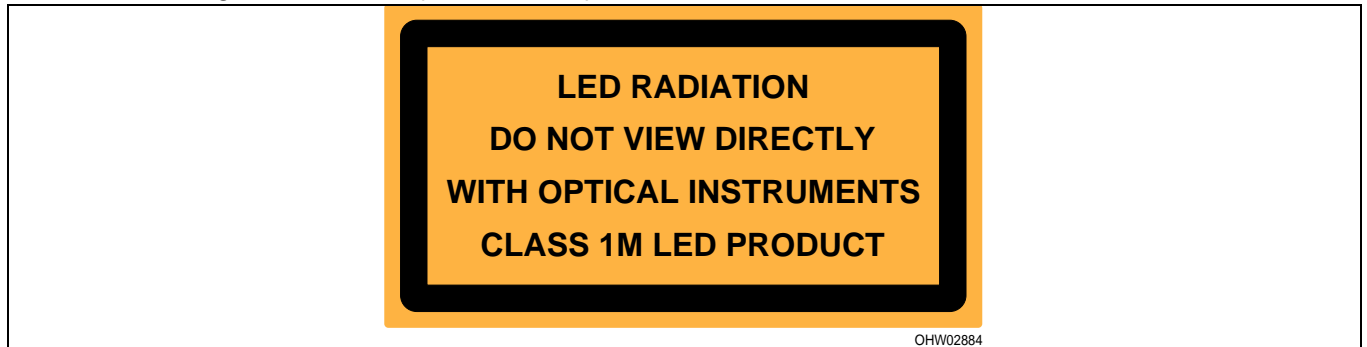 LED RADIATION
DO NOT VIEW DIRECTLY
WITH OPTICAL INSTRUMENTS
CLASS 1M LED PRODUCT
OHW02884